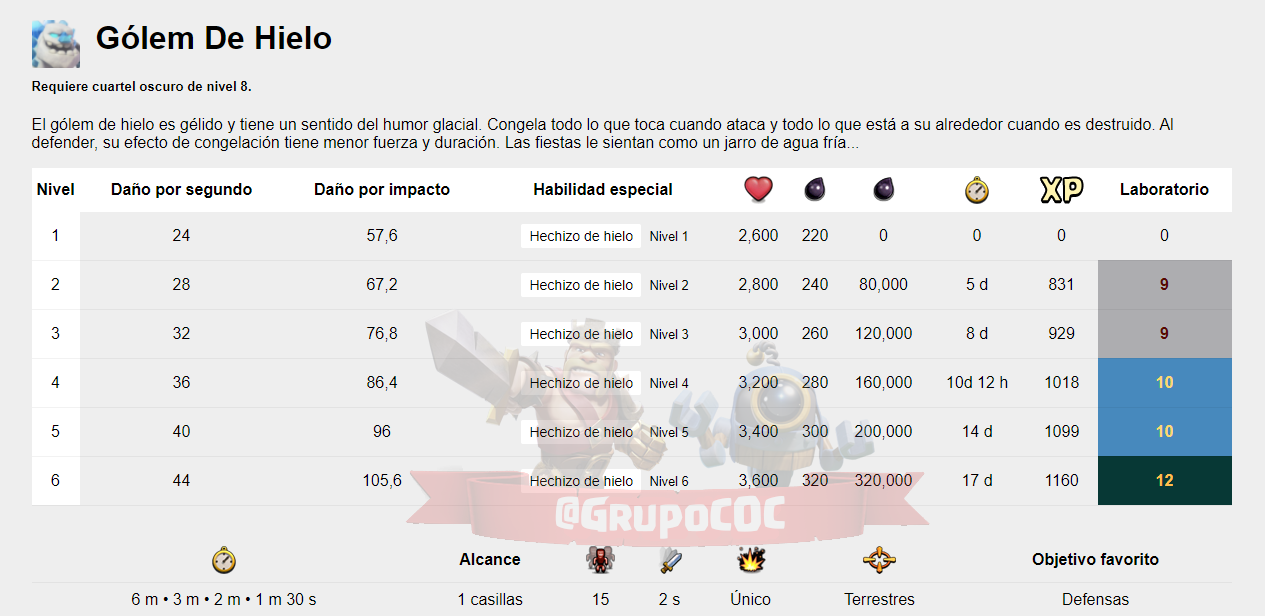 Gólem De Hielo
Requiere cuartel oscuro de nivel 8.
El gólem de hielo es gélido y tiene un sentido del humor glacial. Congela todo lo que toca cuando ataca y todo lo que está a su alrededor cuando es destruido. Al
defender, su efecto de congelación tiene menor fuerza y duración. Las fiestas le sientan como un jarro de agua fría...
Nivel Daño por segundo Daño por impacto Habilidad especial XP Laboratorio
1 24 57,6 Hechizo de hielo Nivel 1 2,600 220 0 0 0 0
2 28 67,2 Hechizo de hielo Nivel 2 2,800 240 80,000 5 d 831 9
3 32 76,8 Hechizo de hielo Nivel 3 3,000 260 120,000 8 d 929 9
4 36 86,4 Hechizo de hielo Nivel 4 3,200 280 160,000 10d 12 h 1018 10
5 40 96 Hechizo de hielo Nivel 5 3,400 300 200,000 14 d 1099 10
6 44 105,6 Hechizo de hielo Nivel 6 3,600 320 320,000 17 d 1160 12
@GRUPOCOC
Alcance Objetivo favorito
6 m • 3 m • 2 m • 1 m 30 s 1 casillas 15 2 s Único Terrestres Defensas